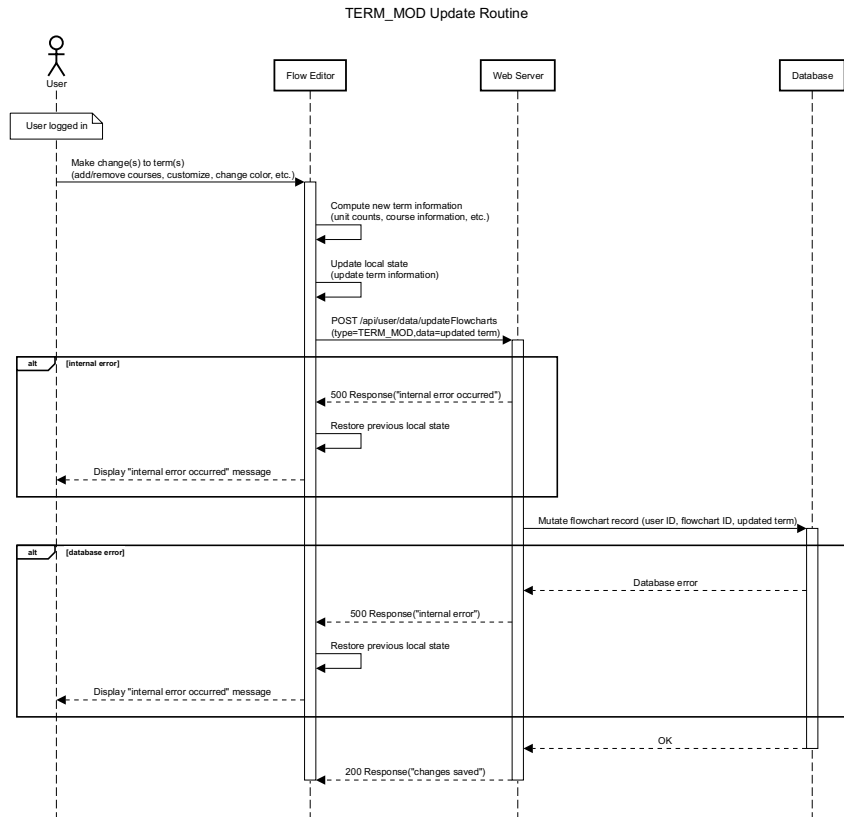 TERM_MOD Update Routine
User
Flow Editor
Web Server
Database
User logged in
Make change(s) to term(s)
(add/remove courses, customize, change color, etc.)
Compute new term information
(unit counts, course information, etc.)
Update local state
(update term information)
POST /api/user/data/updateFlowcharts
(type=TERM_MOD,data=updated term)
alt
[internal error]
500 Response("internal error occurred")
Restore previous local state
Display "internal error occurred" message
Mutate flowchart record (user ID, flowchart ID, updated term)
alt
[database error]
Database error
500 Response("internal error")
Restore previous local state
Display "internal error occurred" message
OK
200 Response("changes saved")